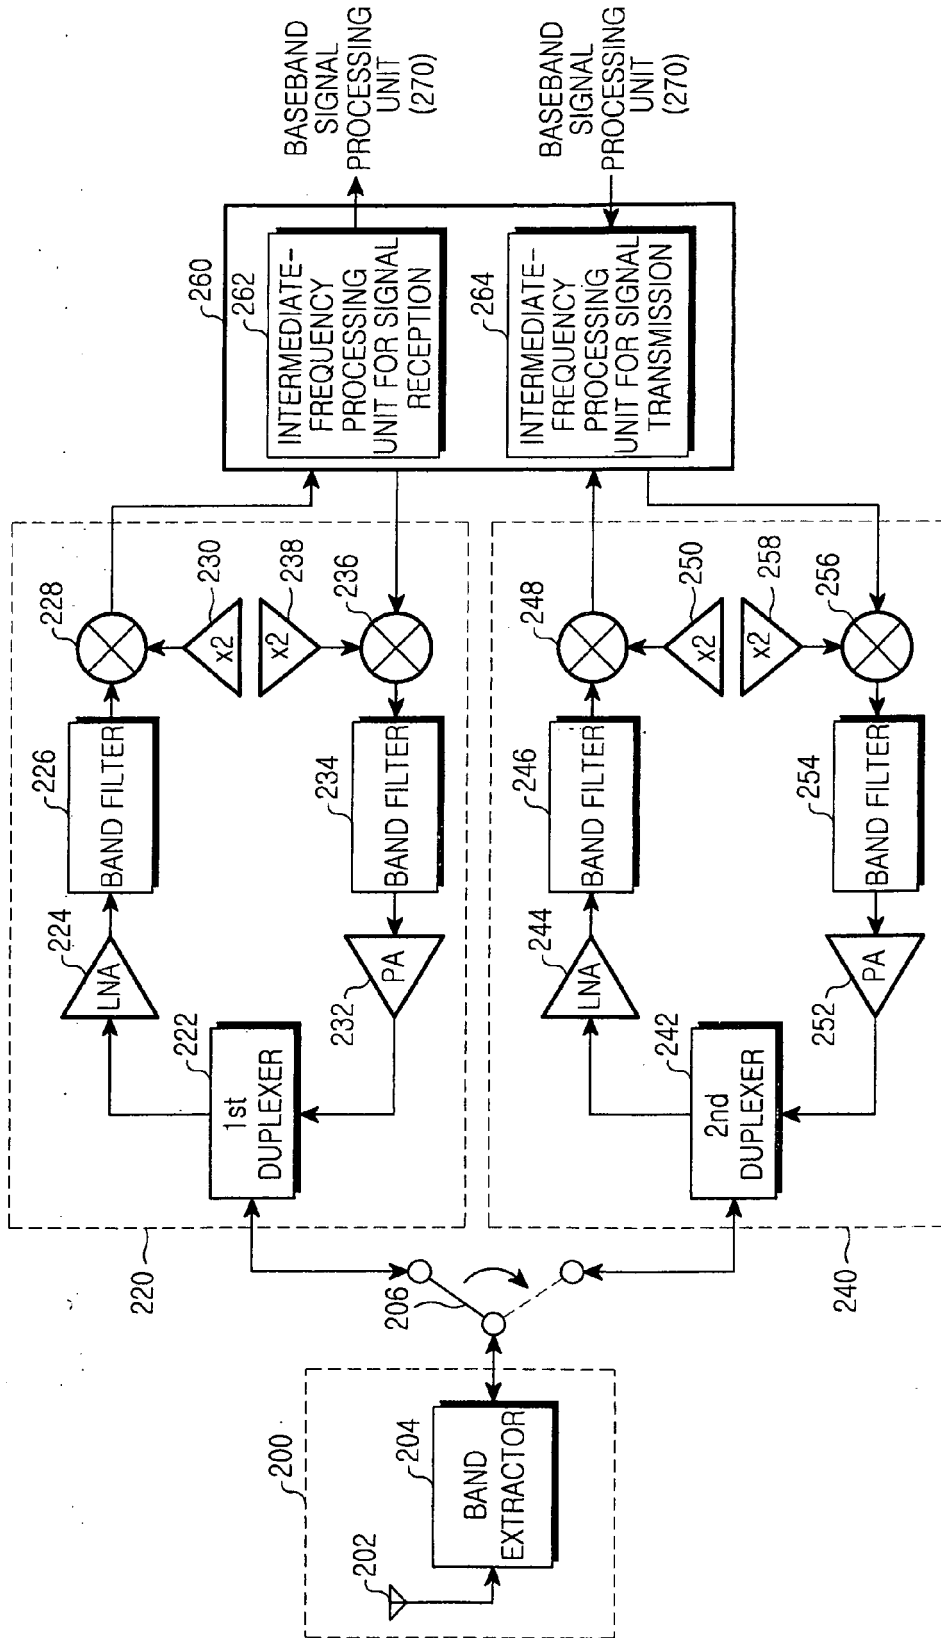 200
202
204
BAND
EXTRACTOR
206
220
222
1st
DUPLEXER
224
LNA
226
BAND FILTER
228
230
x2
238
x2
236
234
BAND FILTER
232
PA
240
242
2nd
DUPLEXER
244
LNA
246
BAND FILTER
248
250
x2
258
x2
256
254
BAND FILTER
252
PA
260
262
INTERMEDIATE-
FREQUENCY
PROCESSING
UNIT FOR SIGNAL
RECEPTION
264
INTERMEDIATE-
FREQUENCY
PROCESSING
UNIT FOR SIGNAL
TRANSMISSION
BASEBAND
SIGNAL
PROCESSING
UNIT
(270)
BASEBAND
SIGNAL
PROCESSING
UNIT
(270)